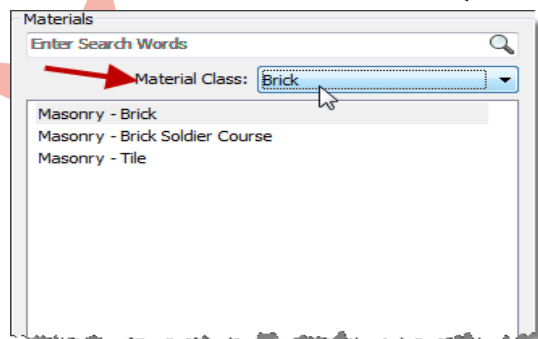 Materials
Enter Search Words
Material Class: Brick
Masonry - Brick
Masonry - Brick Soldier Course
Masonry - Tile